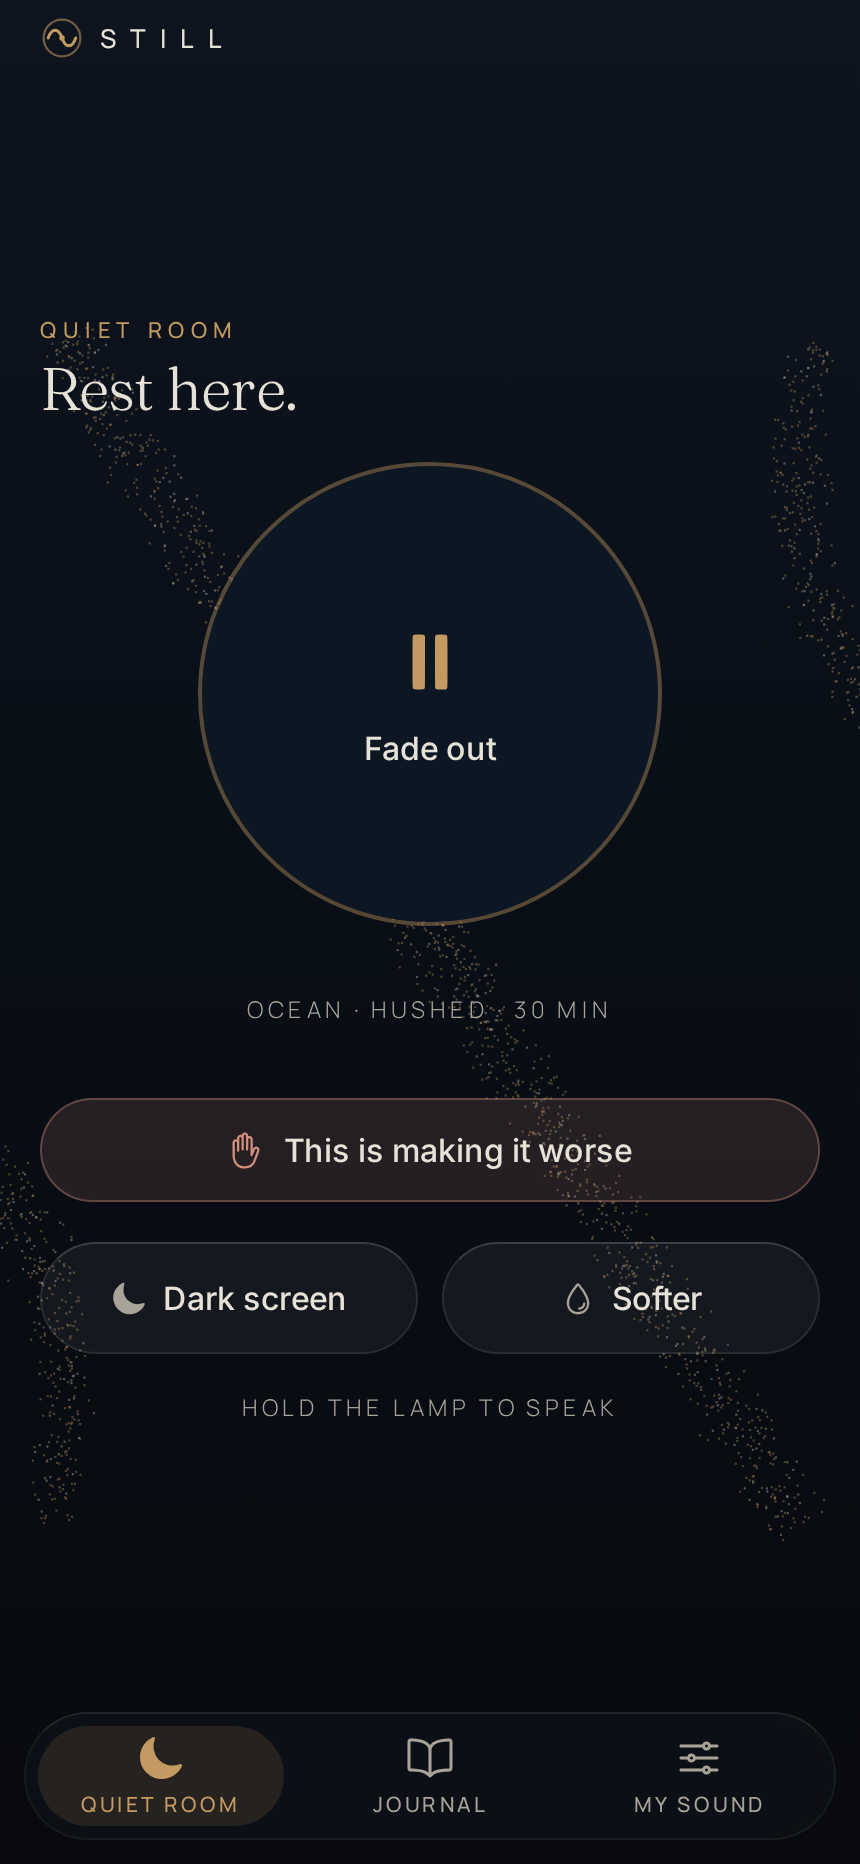 STILL
QUIET ROOM
Rest here.
Fade out
OCEAN · HUSHED · 30 MIN
This is making it worse
Dark screen
Softer
HOLD THE LAMP TO SPEAK
QUIET ROOM
JOURNAL
MY SOUND